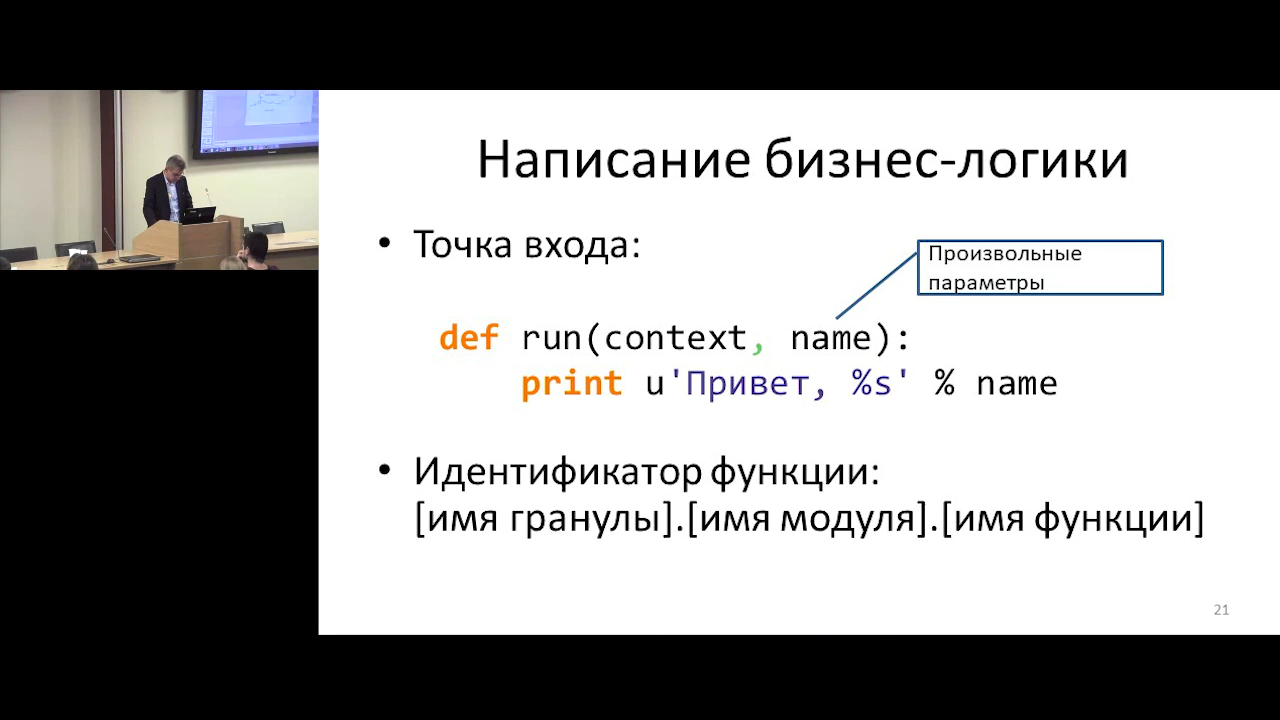 Написание бизнес-логики
• Точка входа:
Произвольные
параметры
def run(context, name):
print u'Привет, %s' % name
• Идентификатор функции:
[имя гранулы].[имя модуля].[имя функции]
21